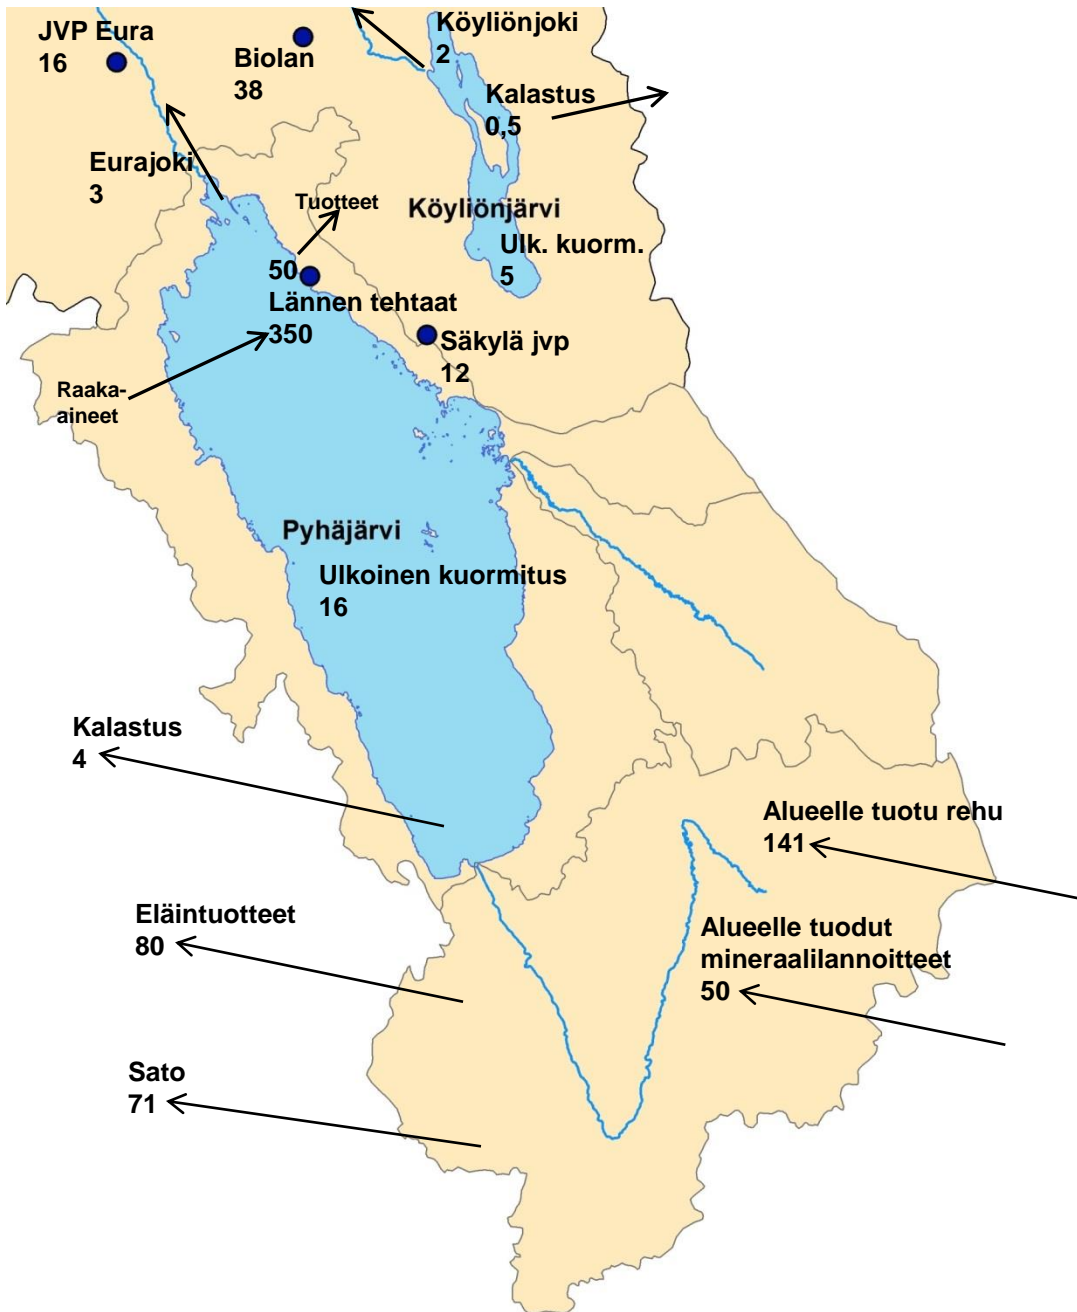 JVP Eura
16
Biolan
38
Köyliönjoki
2
Kalastus
0,5
Eurajoki
3
Tuotteet
Köyliönjärvi
Ulk. kuorm.
5
50
Lännen tehtaat
350
Säkylä jvp
12
Raaka-
aineet
Pyhäjärvi
Ulkoinen kuormitus
16
Kalastus
4
Alueelle tuotu rehu
141
Eläintuotteet
80
Alueelle tuodut
mineraalilannoitteet
50
Sato
71